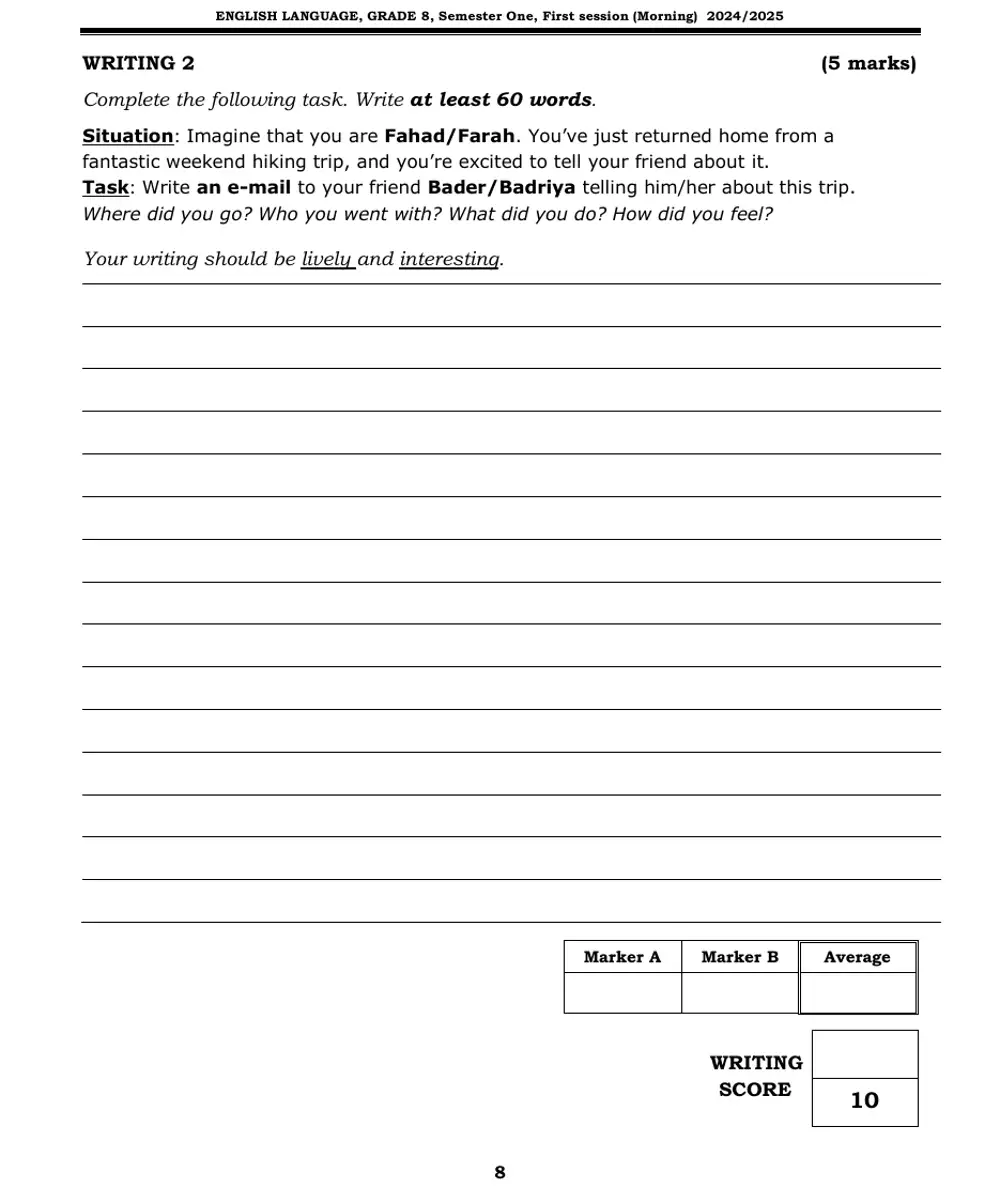 ENGLISH LANGUAGE, GRADE 8, Semester One, First session (Morning) 2024/2025
WRITING 2 (5 marks)
Complete the following task. Write at least 60 words.
Situation: Imagine that you are Fahad/Farah. You’ve just returned home from a
fantastic weekend hiking trip, and you’re excited to tell your friend about it.
Task: Write an e-mail to your friend Bader/Badriya telling him/her about this trip.
Where did you go? Who you went with? What did you do? How did you feel?
Your writing should be lively and interesting.
Marker A Marker B Average
WRITING
SCORE
10
8